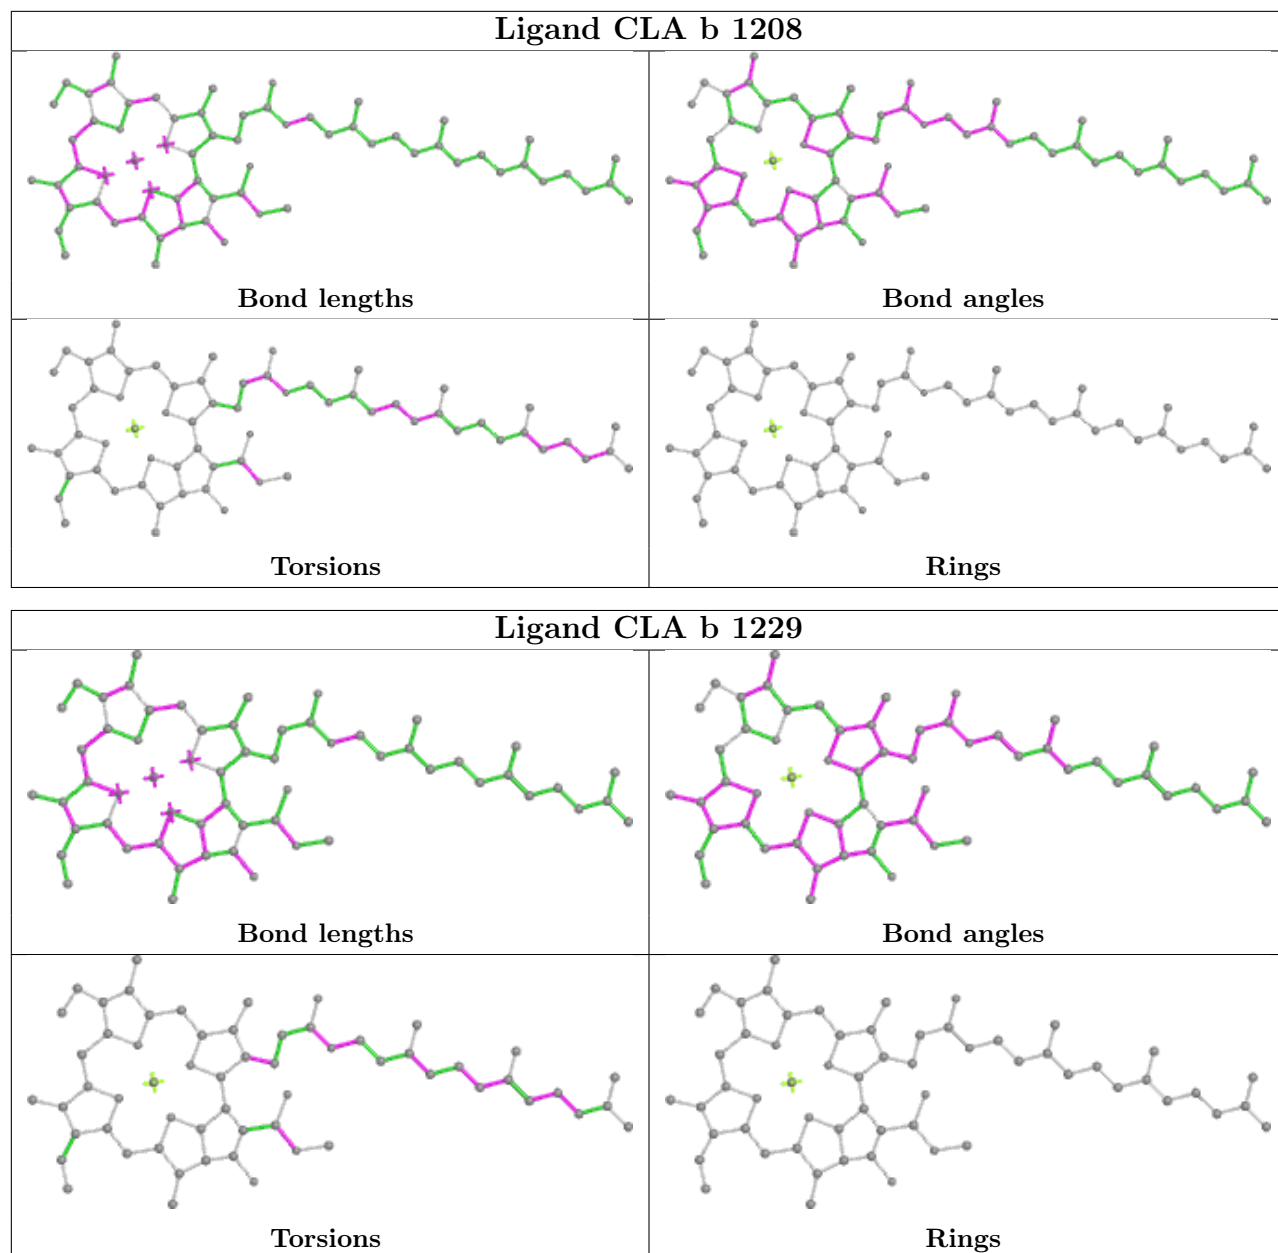 Ligand CLA b 1208
Bond lengths
Bond angles
Torsions
Rings
Ligand CLA b 1229
Bond lengths
Bond angles
Torsions
Rings